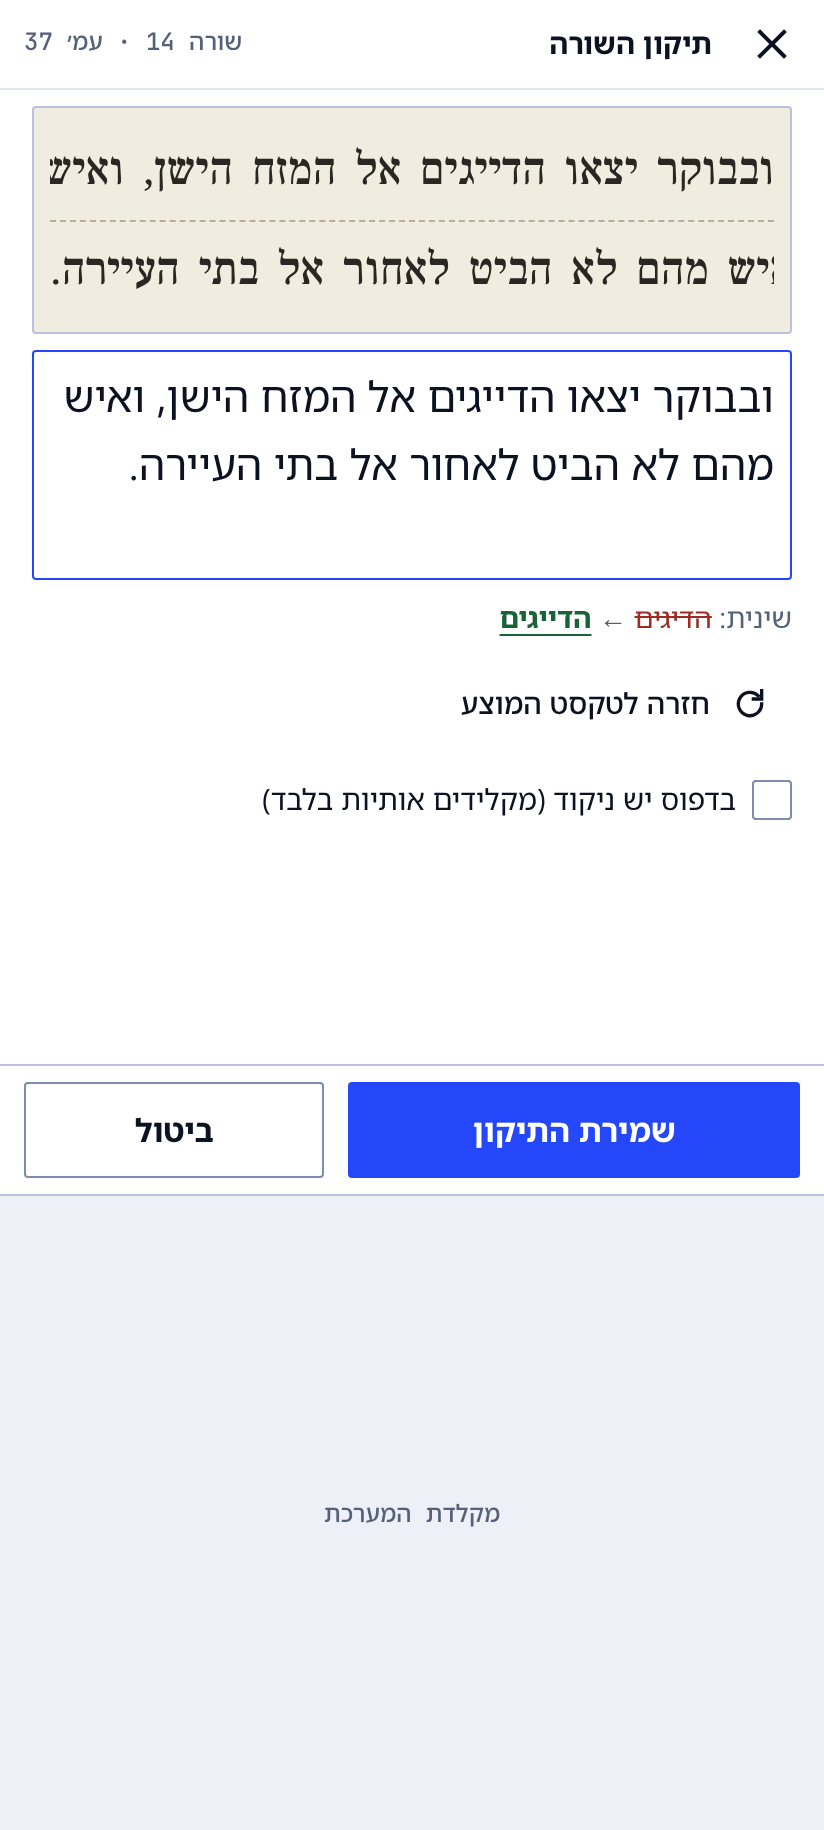 תיקון השורה
שורה 14 · עמ׳ 37
ובבוקר יצאו הדייגים אל המזח הישן, ואיש
איש מהם לא הביט לאחור אל בתי העיירה.
ובבוקר יצאו הדייגים אל המזח הישן, ואיש
מהם לא הביט לאחור אל בתי העיירה.
שינית: הדיגים ← הדייגים
חזרה לטקסט המוצע
בדפוס יש ניקוד (מקלידים אותיות בלבד)
שמירת התיקון
ביטול
מקלדת המערכת